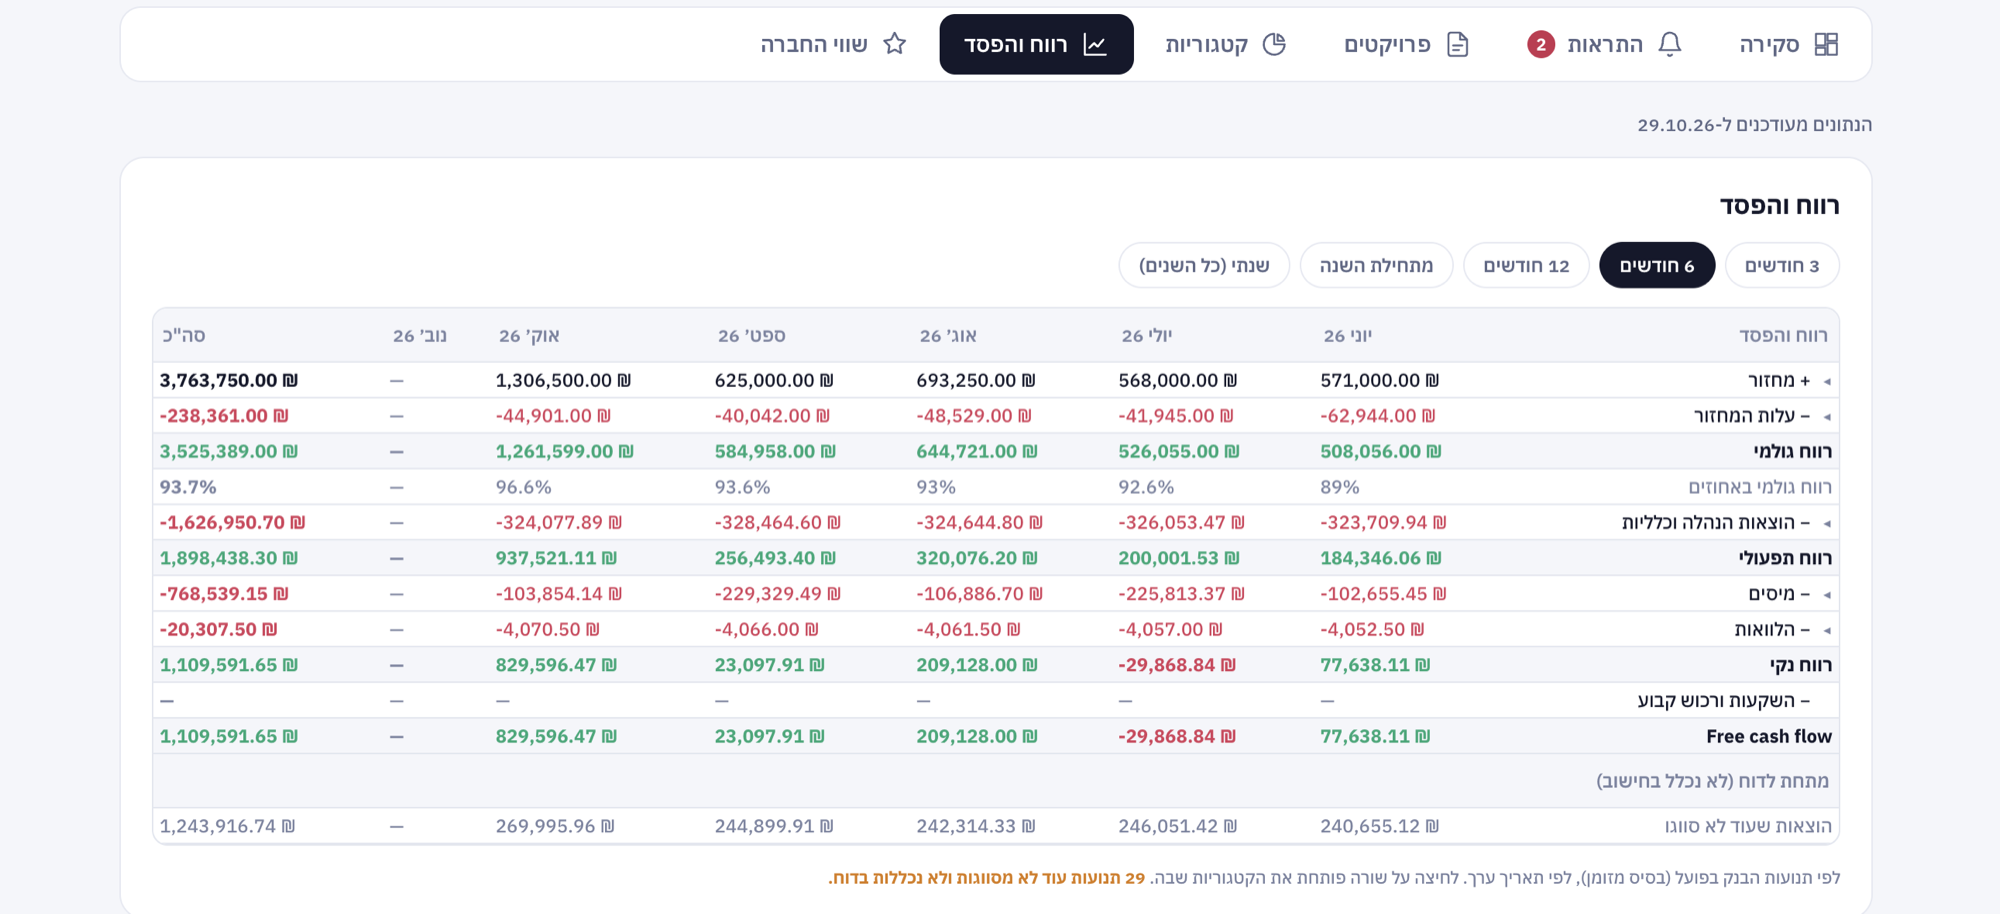 סקירה
התראות 2
פרויקטים
קטגוריות
רווח והפסד
שווי החברה
הנתונים מעודכנים ל-29.10.26
רווח והפסד
3 חודשים
6 חודשים
12 חודשים
מתחילת השנה
שנתי (כל השנים)
רווח והפסד יוני 26 יולי 26 אוג׳ 26 ספט׳ 26 אוק׳ 26 נוב׳ 26 סה"כ
+ מחזור 571,000.00 ₪ 568,000.00 ₪ 693,250.00 ₪ 625,000.00 ₪ 1,306,500.00 ₪ — 3,763,750.00 ₪
– עלות המחזור -62,944.00 ₪ -41,945.00 ₪ -48,529.00 ₪ -40,042.00 ₪ -44,901.00 ₪ — -238,361.00 ₪
רווח גולמי 508,056.00 ₪ 526,055.00 ₪ 644,721.00 ₪ 584,958.00 ₪ 1,261,599.00 ₪ — 3,525,389.00 ₪
רווח גולמי באחוזים 89% 92.6% 93% 93.6% 96.6% — 93.7%
– הוצאות הנהלה וכלליות -323,709.94 ₪ -326,053.47 ₪ -324,644.80 ₪ -328,464.60 ₪ -324,077.89 ₪ — -1,626,950.70 ₪
רווח תפעולי 184,346.06 ₪ 200,001.53 ₪ 320,076.20 ₪ 256,493.40 ₪ 937,521.11 ₪ — 1,898,438.30 ₪
– מיסים -102,655.45 ₪ -225,813.37 ₪ -106,886.70 ₪ -229,329.49 ₪ -103,854.14 ₪ — -768,539.15 ₪
– הלוואות -4,052.50 ₪ -4,057.00 ₪ -4,061.50 ₪ -4,066.00 ₪ -4,070.50 ₪ — -20,307.50 ₪
רווח נקי 77,638.11 ₪ -29,868.84 ₪ 209,128.00 ₪ 23,097.91 ₪ 829,596.47 ₪ — 1,109,591.65 ₪
– השקעות ורכוש קבוע — — — — — — —
Free cash flow 77,638.11 ₪ -29,868.84 ₪ 209,128.00 ₪ 23,097.91 ₪ 829,596.47 ₪ — 1,109,591.65 ₪
מתחת לדוח (לא נכלל בחישוב)
הוצאות שעוד לא סווגו 240,655.12 ₪ 246,051.42 ₪ 242,314.33 ₪ 244,899.91 ₪ 269,995.96 ₪ — 1,243,916.74 ₪
לפי תנועות הבנק בפועל (בסיס מזומן), לפי תאריך ערך. לחיצה על שורה פותחת את הקטגוריות שבה. 29 תנועות עוד לא מסווגות ולא נכללות בדוח.